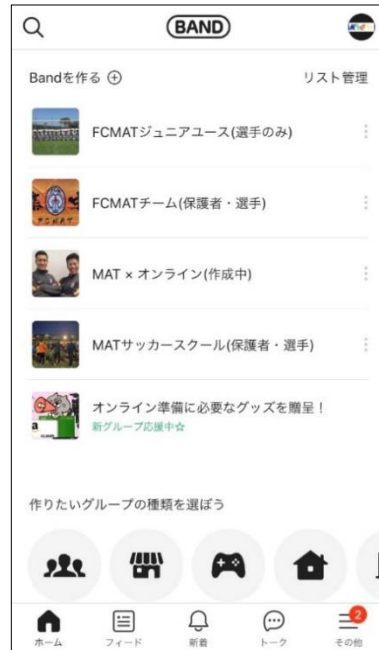 BAND
Bandを作る
リスト管理
FCMATジュニアユース(選手のみ)
FCMATチーム(保護者・選手)
MAT × オンライン(作成中)
MATサッカースクール(保護者・選手)
オンライン準備に必要なグッズを贈呈！
新グループ応援中☆
作りたいグループの種類を選ぼう
2
ホーム
フィード
新着
トーク
その他